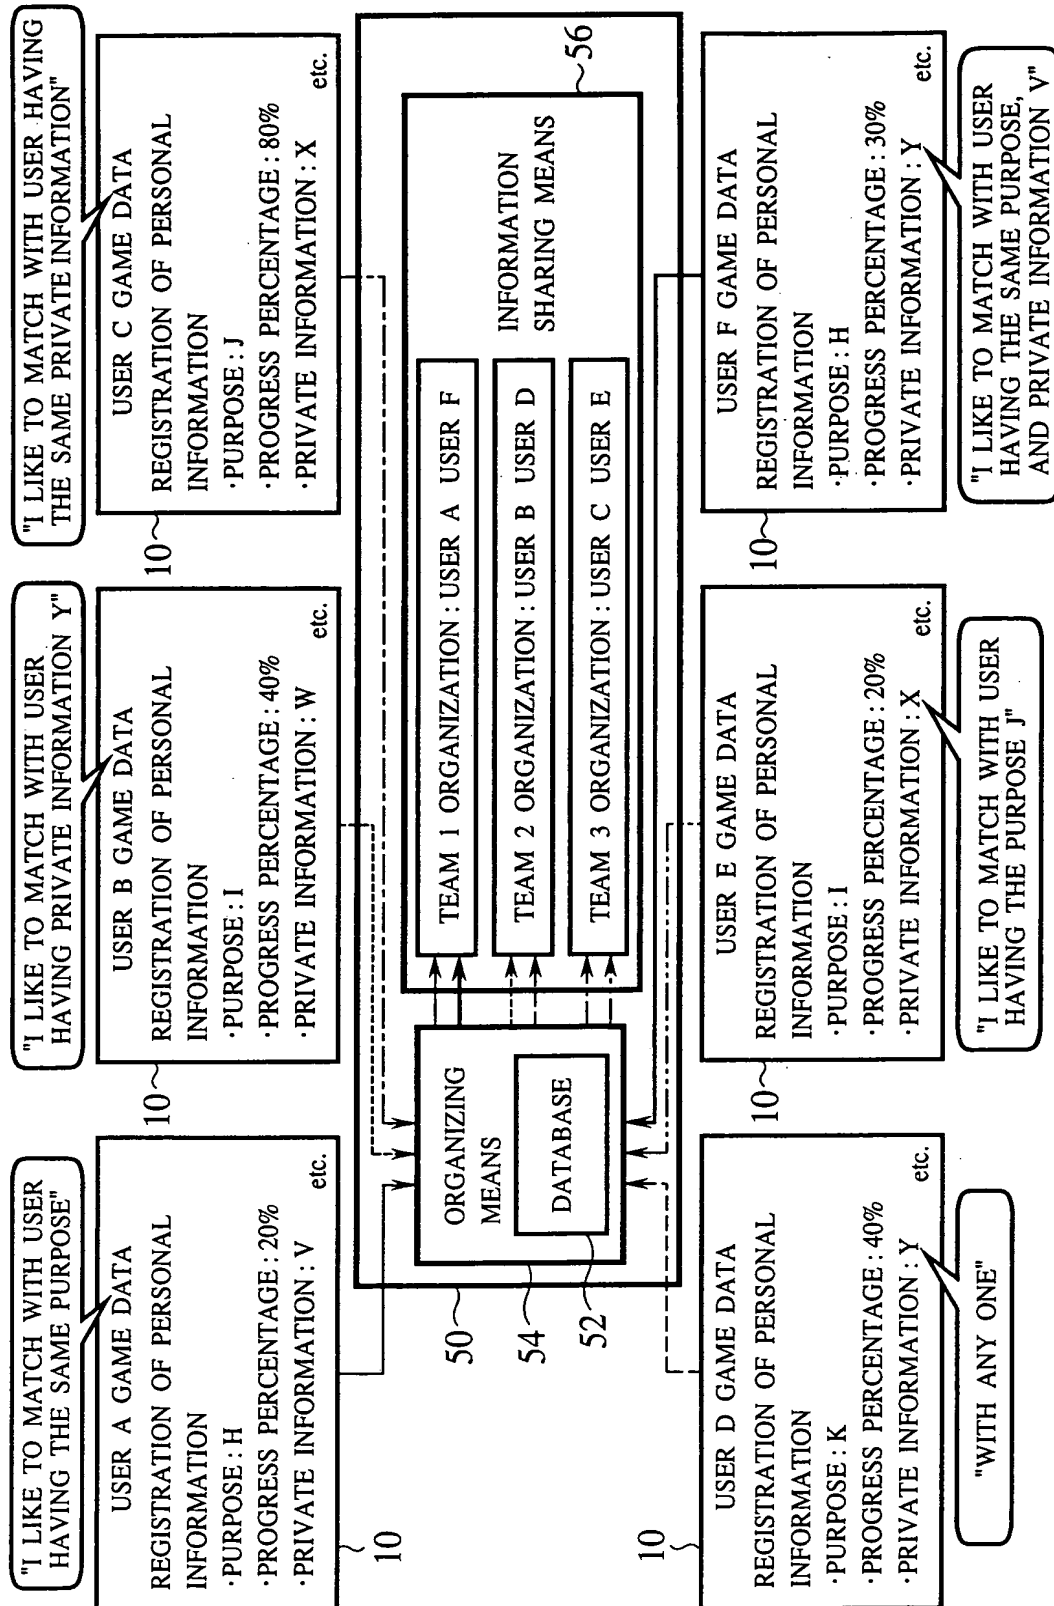 "I LIKE TO MATCH WITH USER
HAVING THE SAME PURPOSE"
USER A GAME DATA
REGISTRATION OF PERSONAL
INFORMATION
·PURPOSE : H
·PROGRESS PERCENTAGE : 20%
·PRIVATE INFORMATION : V
etc.
10
"I LIKE TO MATCH WITH USER
HAVING PRIVATE INFORMATION Y"
USER B GAME DATA
REGISTRATION OF PERSONAL
INFORMATION
·PURPOSE : I
·PROGRESS PERCENTAGE : 40%
·PRIVATE INFORMATION : W
etc.
10
"I LIKE TO MATCH WITH USER HAVING
THE SAME PRIVATE INFORMATION"
USER C GAME DATA
REGISTRATION OF PERSONAL
INFORMATION
·PURPOSE : J
·PROGRESS PERCENTAGE : 80%
·PRIVATE INFORMATION : X
etc.
10
50
54
52
ORGANIZING
MEANS
DATABASE
TEAM 1 ORGANIZATION : USER A USER F
TEAM 2 ORGANIZATION : USER B USER D
TEAM 3 ORGANIZATION : USER C USER E
INFORMATION
SHARING MEANS
56
10
USER D GAME DATA
REGISTRATION OF PERSONAL
INFORMATION
·PURPOSE : K
·PROGRESS PERCENTAGE : 40%
·PRIVATE INFORMATION : Y
etc.
"WITH ANY ONE"
10
USER E GAME DATA
REGISTRATION OF PERSONAL
INFORMATION
·PURPOSE : I
·PROGRESS PERCENTAGE : 20%
·PRIVATE INFORMATION : X
etc.
"I LIKE TO MATCH WITH USER
HAVING THE PURPOSE J"
10
USER F GAME DATA
REGISTRATION OF PERSONAL
INFORMATION
·PURPOSE : H
·PROGRESS PERCENTAGE : 30%
·PRIVATE INFORMATION : Y
etc.
"I LIKE TO MATCH WITH USER
HAVING THE SAME PURPOSE,
AND PRIVATE INFORMATION V"